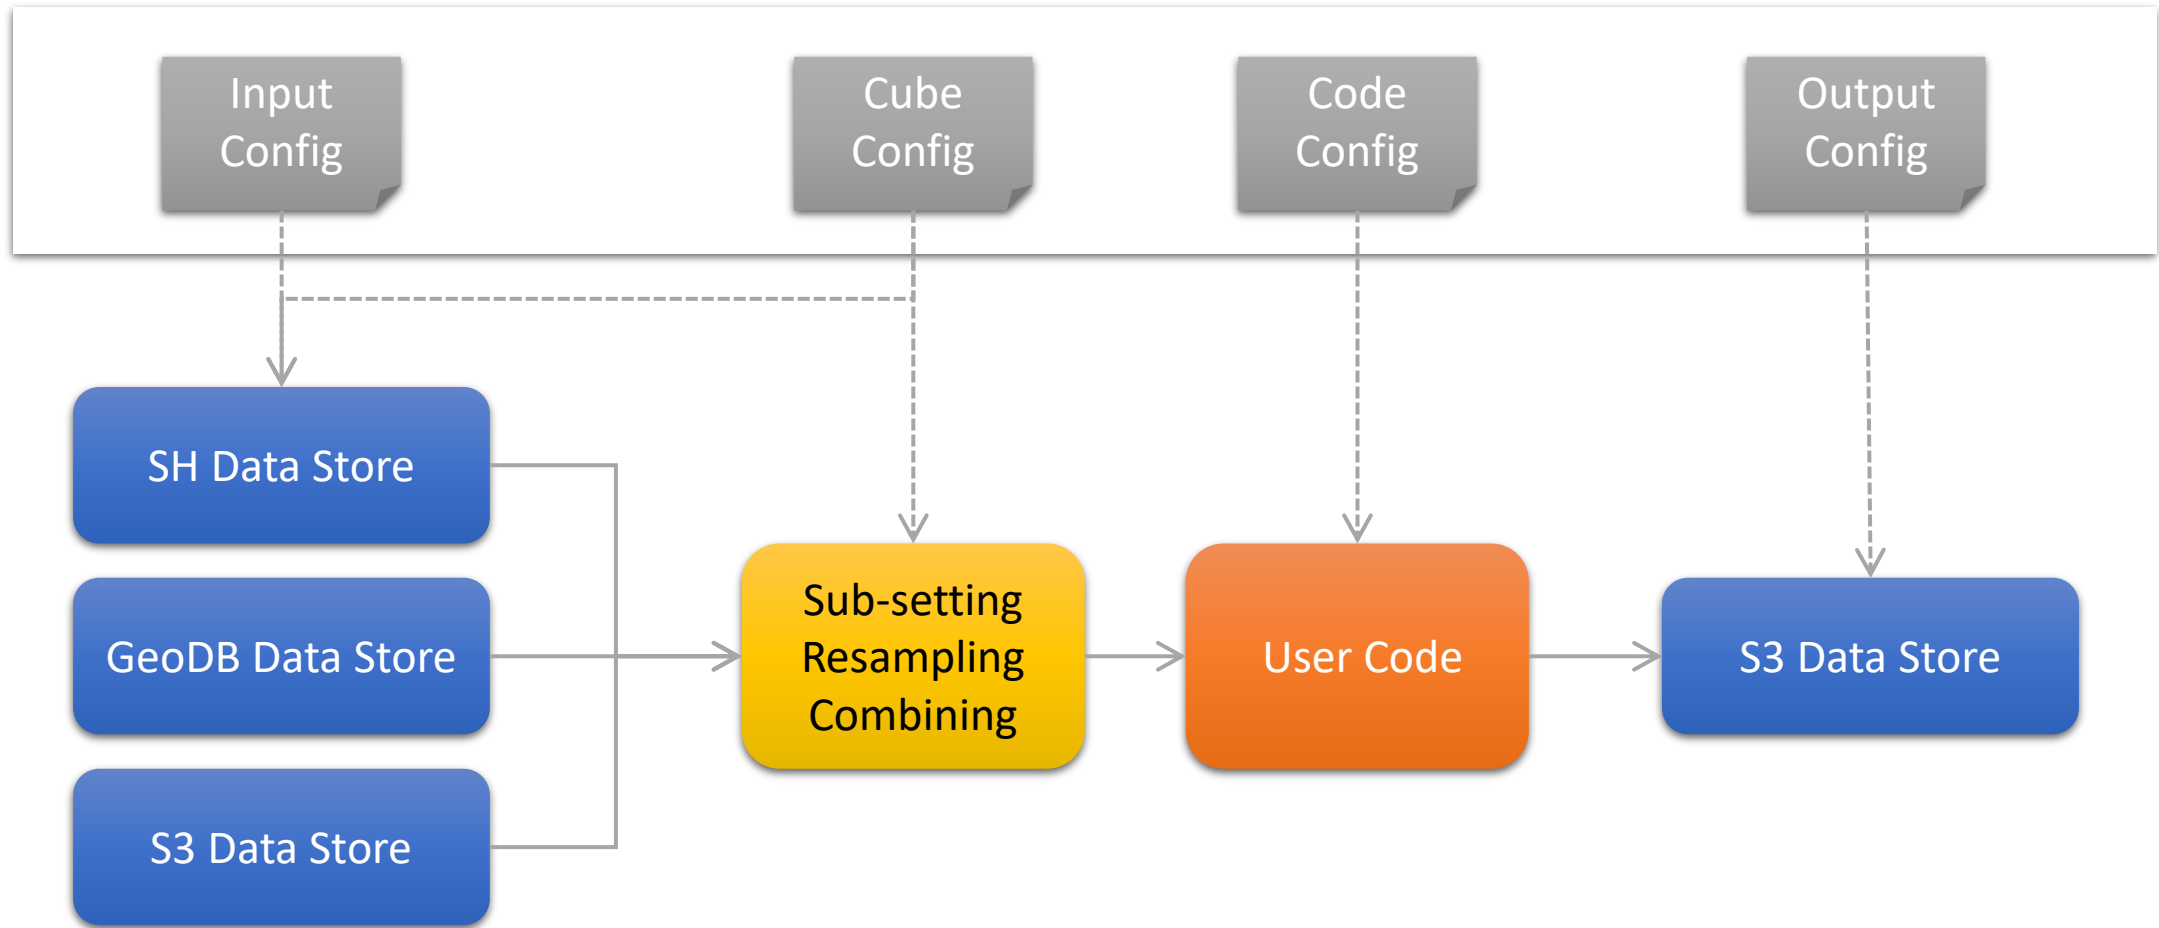 Input
Config
Cube
Config
Code
Config
Output
Config
SH Data Store
GeoDB Data Store
S3 Data Store
Sub-setting
Resampling
Combining
User Code
S3 Data Store